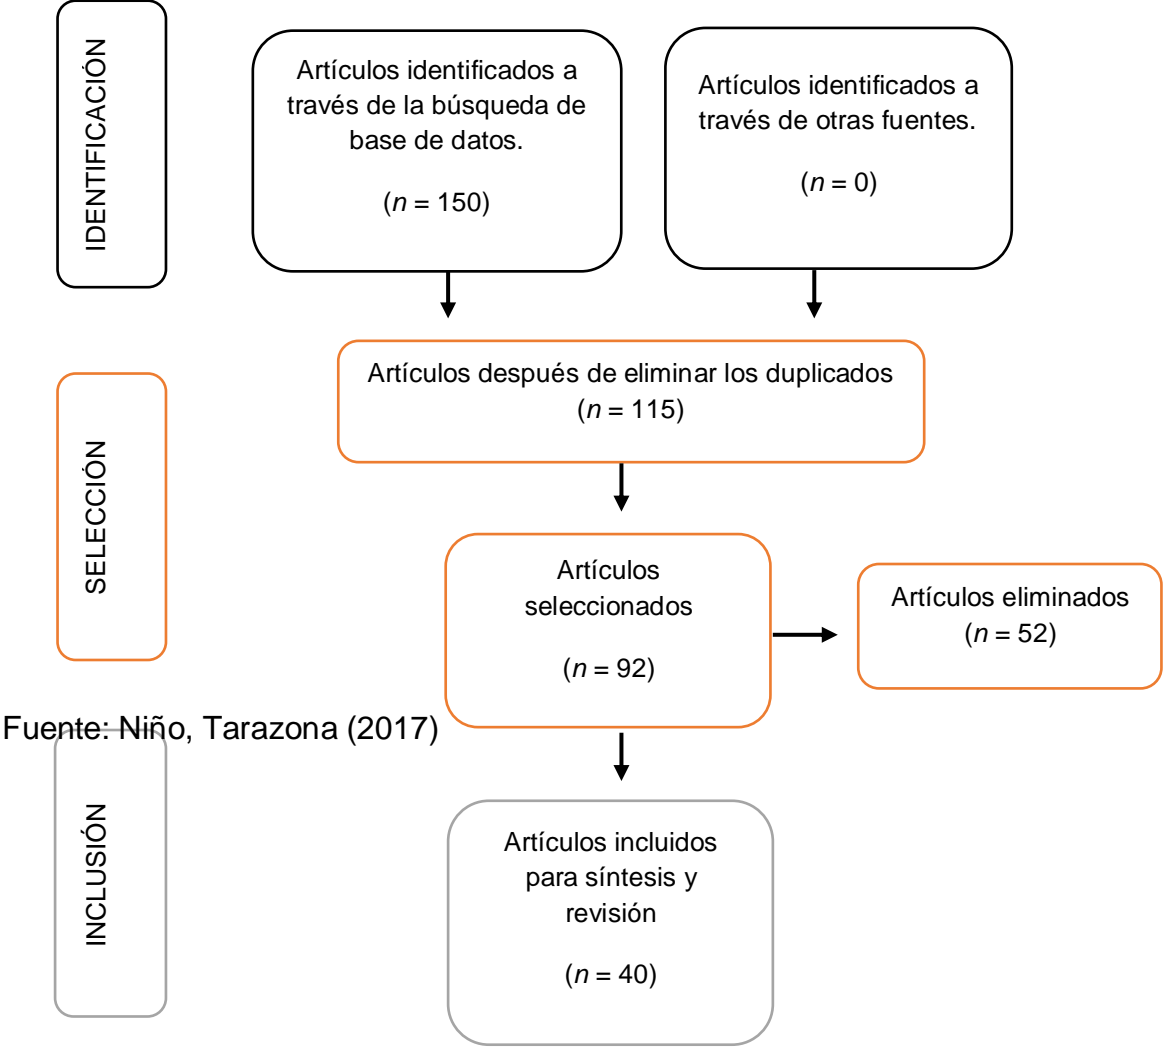 IDENTIFICACIÓN
Artículos identificados a
través de la búsqueda de
base de datos.
(n = 150)
Artículos identificados a
través de otras fuentes.
(n = 0)
SELECCIÓN
Artículos después de eliminar los duplicados
(n = 115)
Artículos
seleccionados
(n = 92)
Artículos eliminados
(n = 52)
Fuente: Niño, Tarazona (2017)
INCLUSIÓN
Artículos incluidos
para síntesis y
revisión
(n = 40)